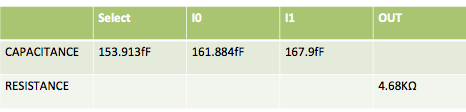 Select I0 I1 OUT
CAPACITANCE 153.913fF 161.884fF 167.9fF
RESISTANCE 4.68KΩ